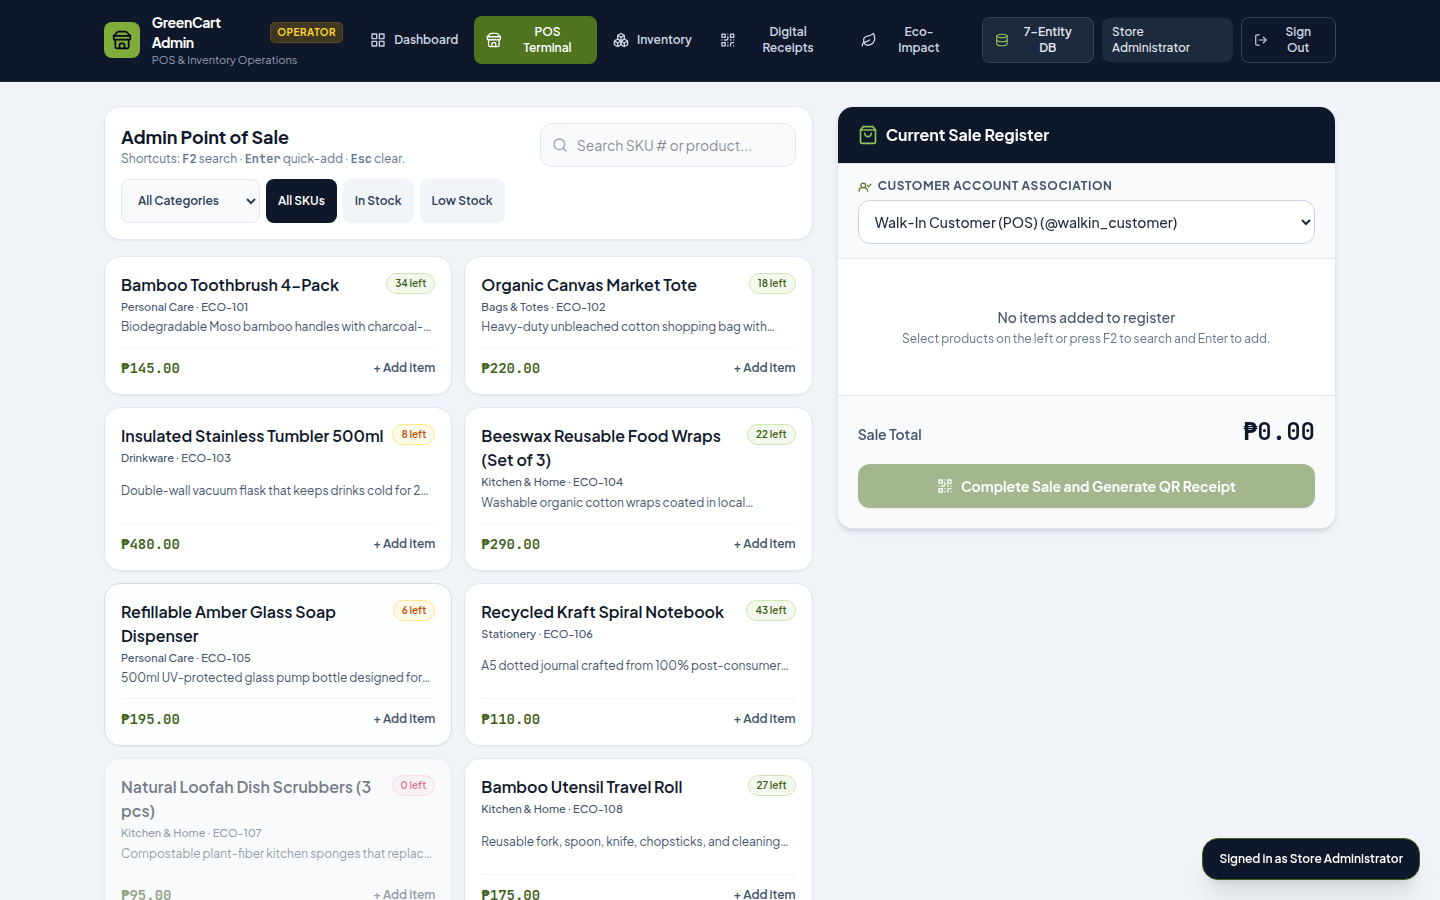 GreenCart Admin
OPERATOR
POS & Inventory Operations
Dashboard
POS Terminal
Inventory
Digital Receipts
Eco-Impact
7-Entity DB
Store Administrator
Sign Out
Admin Point of Sale
Shortcuts: F2 search · Enter quick-add · Esc clear.
Search SKU # or product...
All Categories
All SKUs
In Stock
Low Stock
Bamboo Toothbrush 4-Pack
34 left
Personal Care · ECO-101
Biodegradable Moso bamboo handles with charcoal-...
₱145.00
+ Add item
Organic Canvas Market Tote
18 left
Bags & Totes · ECO-102
Heavy-duty unbleached cotton shopping bag with...
₱220.00
+ Add item
Insulated Stainless Tumbler 500ml
8 left
Drinkware · ECO-103
Double-wall vacuum flask that keeps drinks cold for 2...
₱480.00
+ Add item
Beeswax Reusable Food Wraps
(Set of 3)
22 left
Kitchen & Home · ECO-104
Washable organic cotton wraps coated in local...
₱290.00
+ Add item
Refillable Amber Glass Soap
Dispenser
6 left
Personal Care · ECO-105
500ml UV-protected glass pump bottle designed for...
₱195.00
+ Add item
Recycled Kraft Spiral Notebook
43 left
Stationery · ECO-106
A5 dotted journal crafted from 100% post-consumer...
₱110.00
+ Add item
Natural Loofah Dish Scrubbers (3
pcs)
0 left
Kitchen & Home · ECO-107
Compostable plant-fiber kitchen sponges that replac...
₱95.00
+ Add item
Bamboo Utensil Travel Roll
27 left
Kitchen & Home · ECO-108
Reusable fork, spoon, knife, chopsticks, and cleaning...
₱175.00
+ Add item
Current Sale Register
CUSTOMER ACCOUNT ASSOCIATION
Walk-In Customer (POS) (@walkin_customer)
No items added to register
Select products on the left or press F2 to search and Enter to add.
Sale Total
₱0.00
Complete Sale and Generate QR Receipt
Signed in as Store Administrator